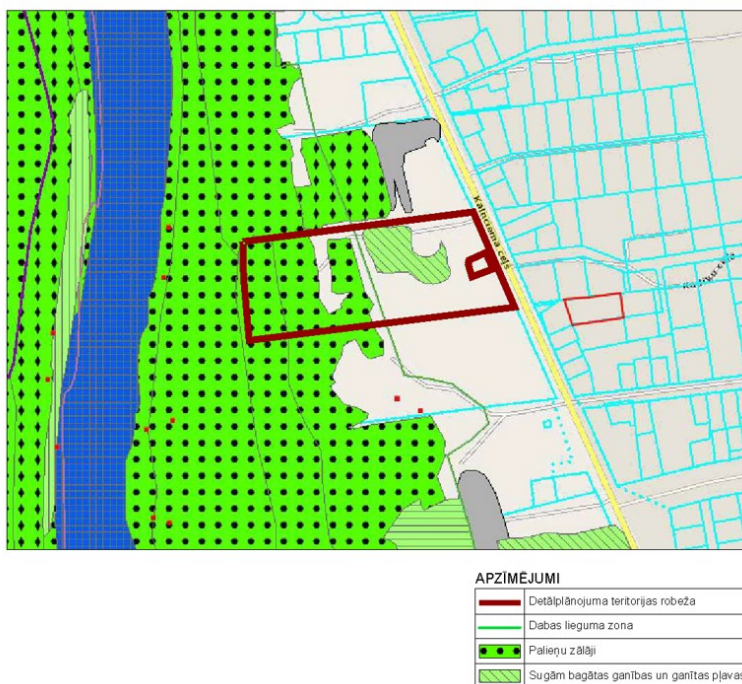 Kalnciema ceļš
APZĪMĒJUMI
Detālplānojuma teritorijas robeža
Dabas lieguma zona
Palieņu zālāji
Sugām bagātas ganības un ganītas pļavas